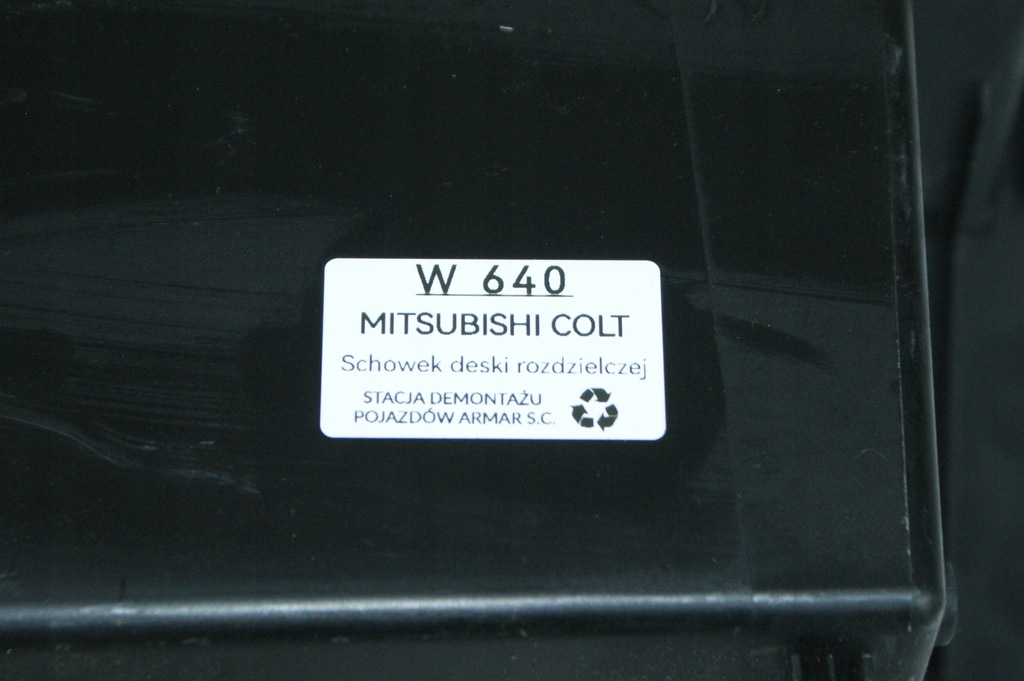 W 640
MITSUBISHI COLT
Schowek deski rozdzielczej
STACJA DEMONTAŻU
POJAZDÓW ARMAR S.C.